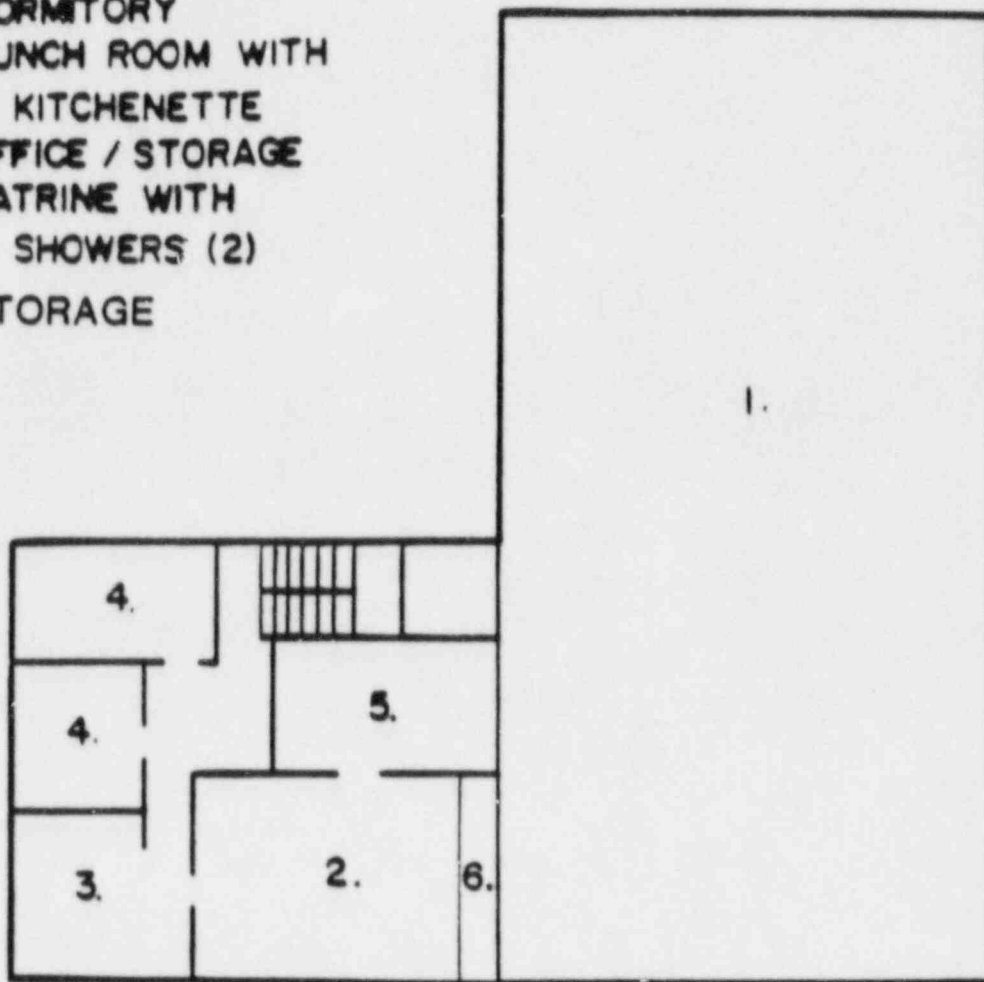 ORMITORY
UNCH ROOM WITH
KITCHENETTE
FFICE / STORAGE
ATRINE WITH
SHOWERS (2)
TORAGE
1.
4.
4.
5.
3.
2.
6.